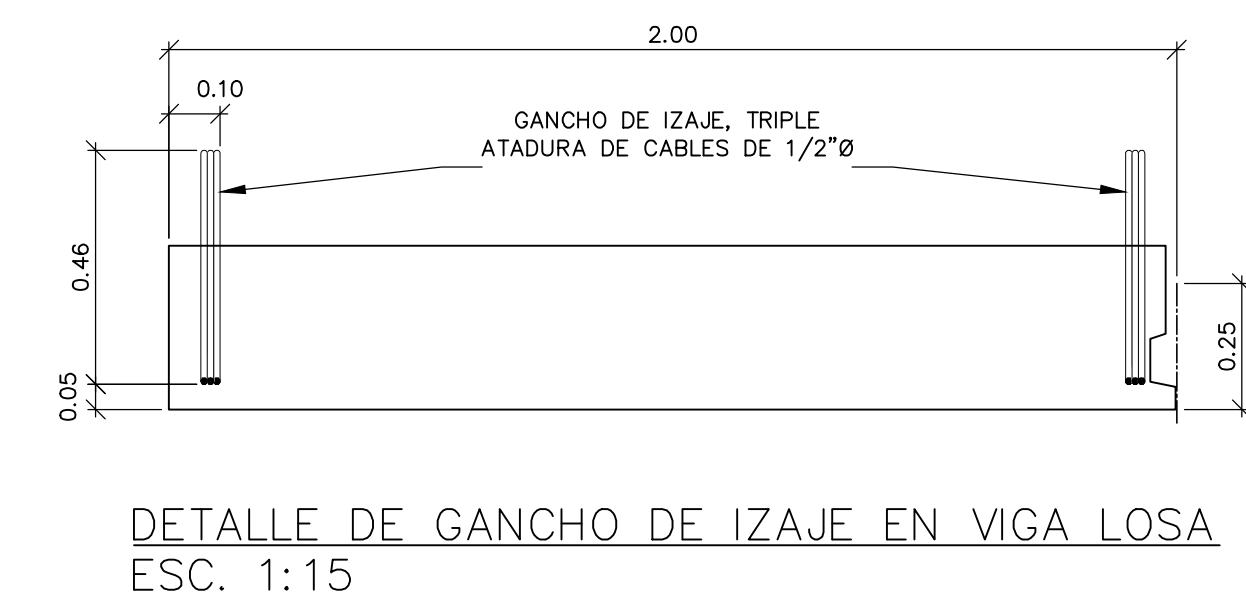 2.00
0.10
GANCHO DE IZAJE, TRIPLE
ATADURA DE CABLES DE 1/2"Ø
0.46
0.25
0.05
DETALLE DE GANCHO DE IZAJE EN VIGA LOSA
ESC. 1:15